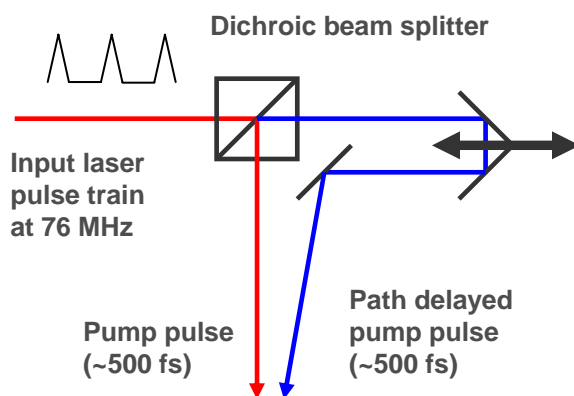 Dichroic beam splitter
Input laser
pulse train
at 76 MHz
Pump pulse
(~500 fs)
Path delayed
pump pulse
(~500 fs)